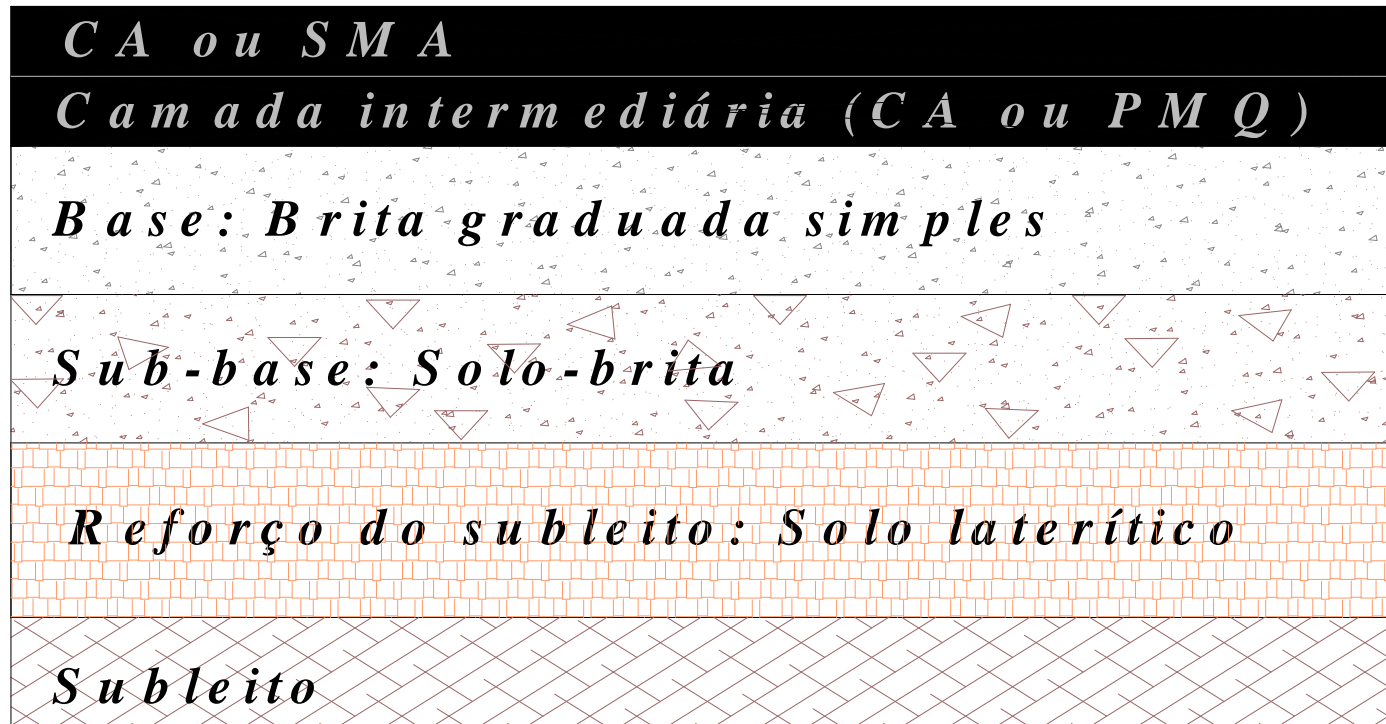 CA ou SMA
Camada intermediária (CA ou PMQ)
Base: Brita graduada simples
Sub-base: Solo-brita
Reforço do subleito: Solo laterítico
Subleito